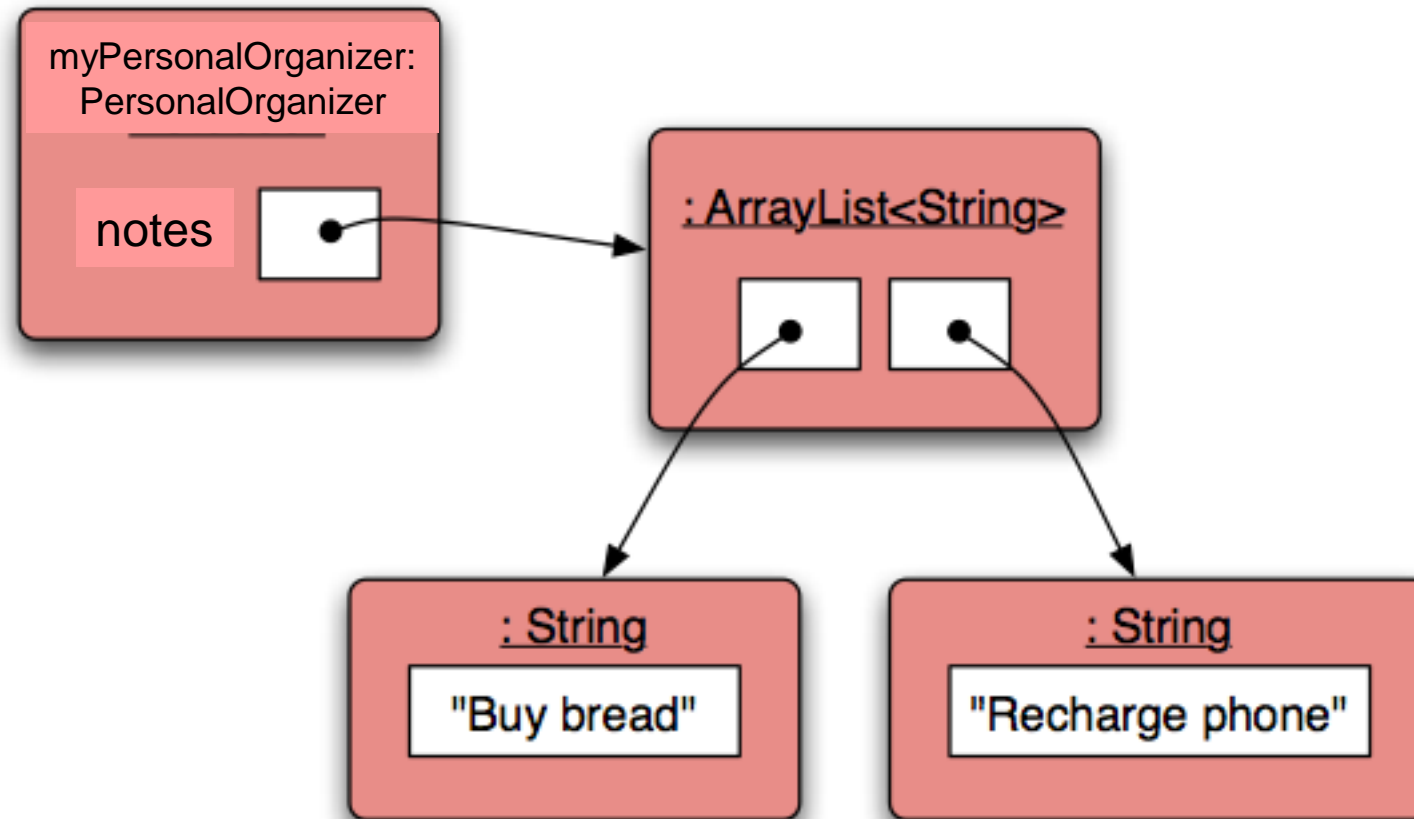 myPersonalOrganizer:
PersonalOrganizer
notes
: ArrayList<String>
: String
"Buy bread"
: String
"Recharge phone"